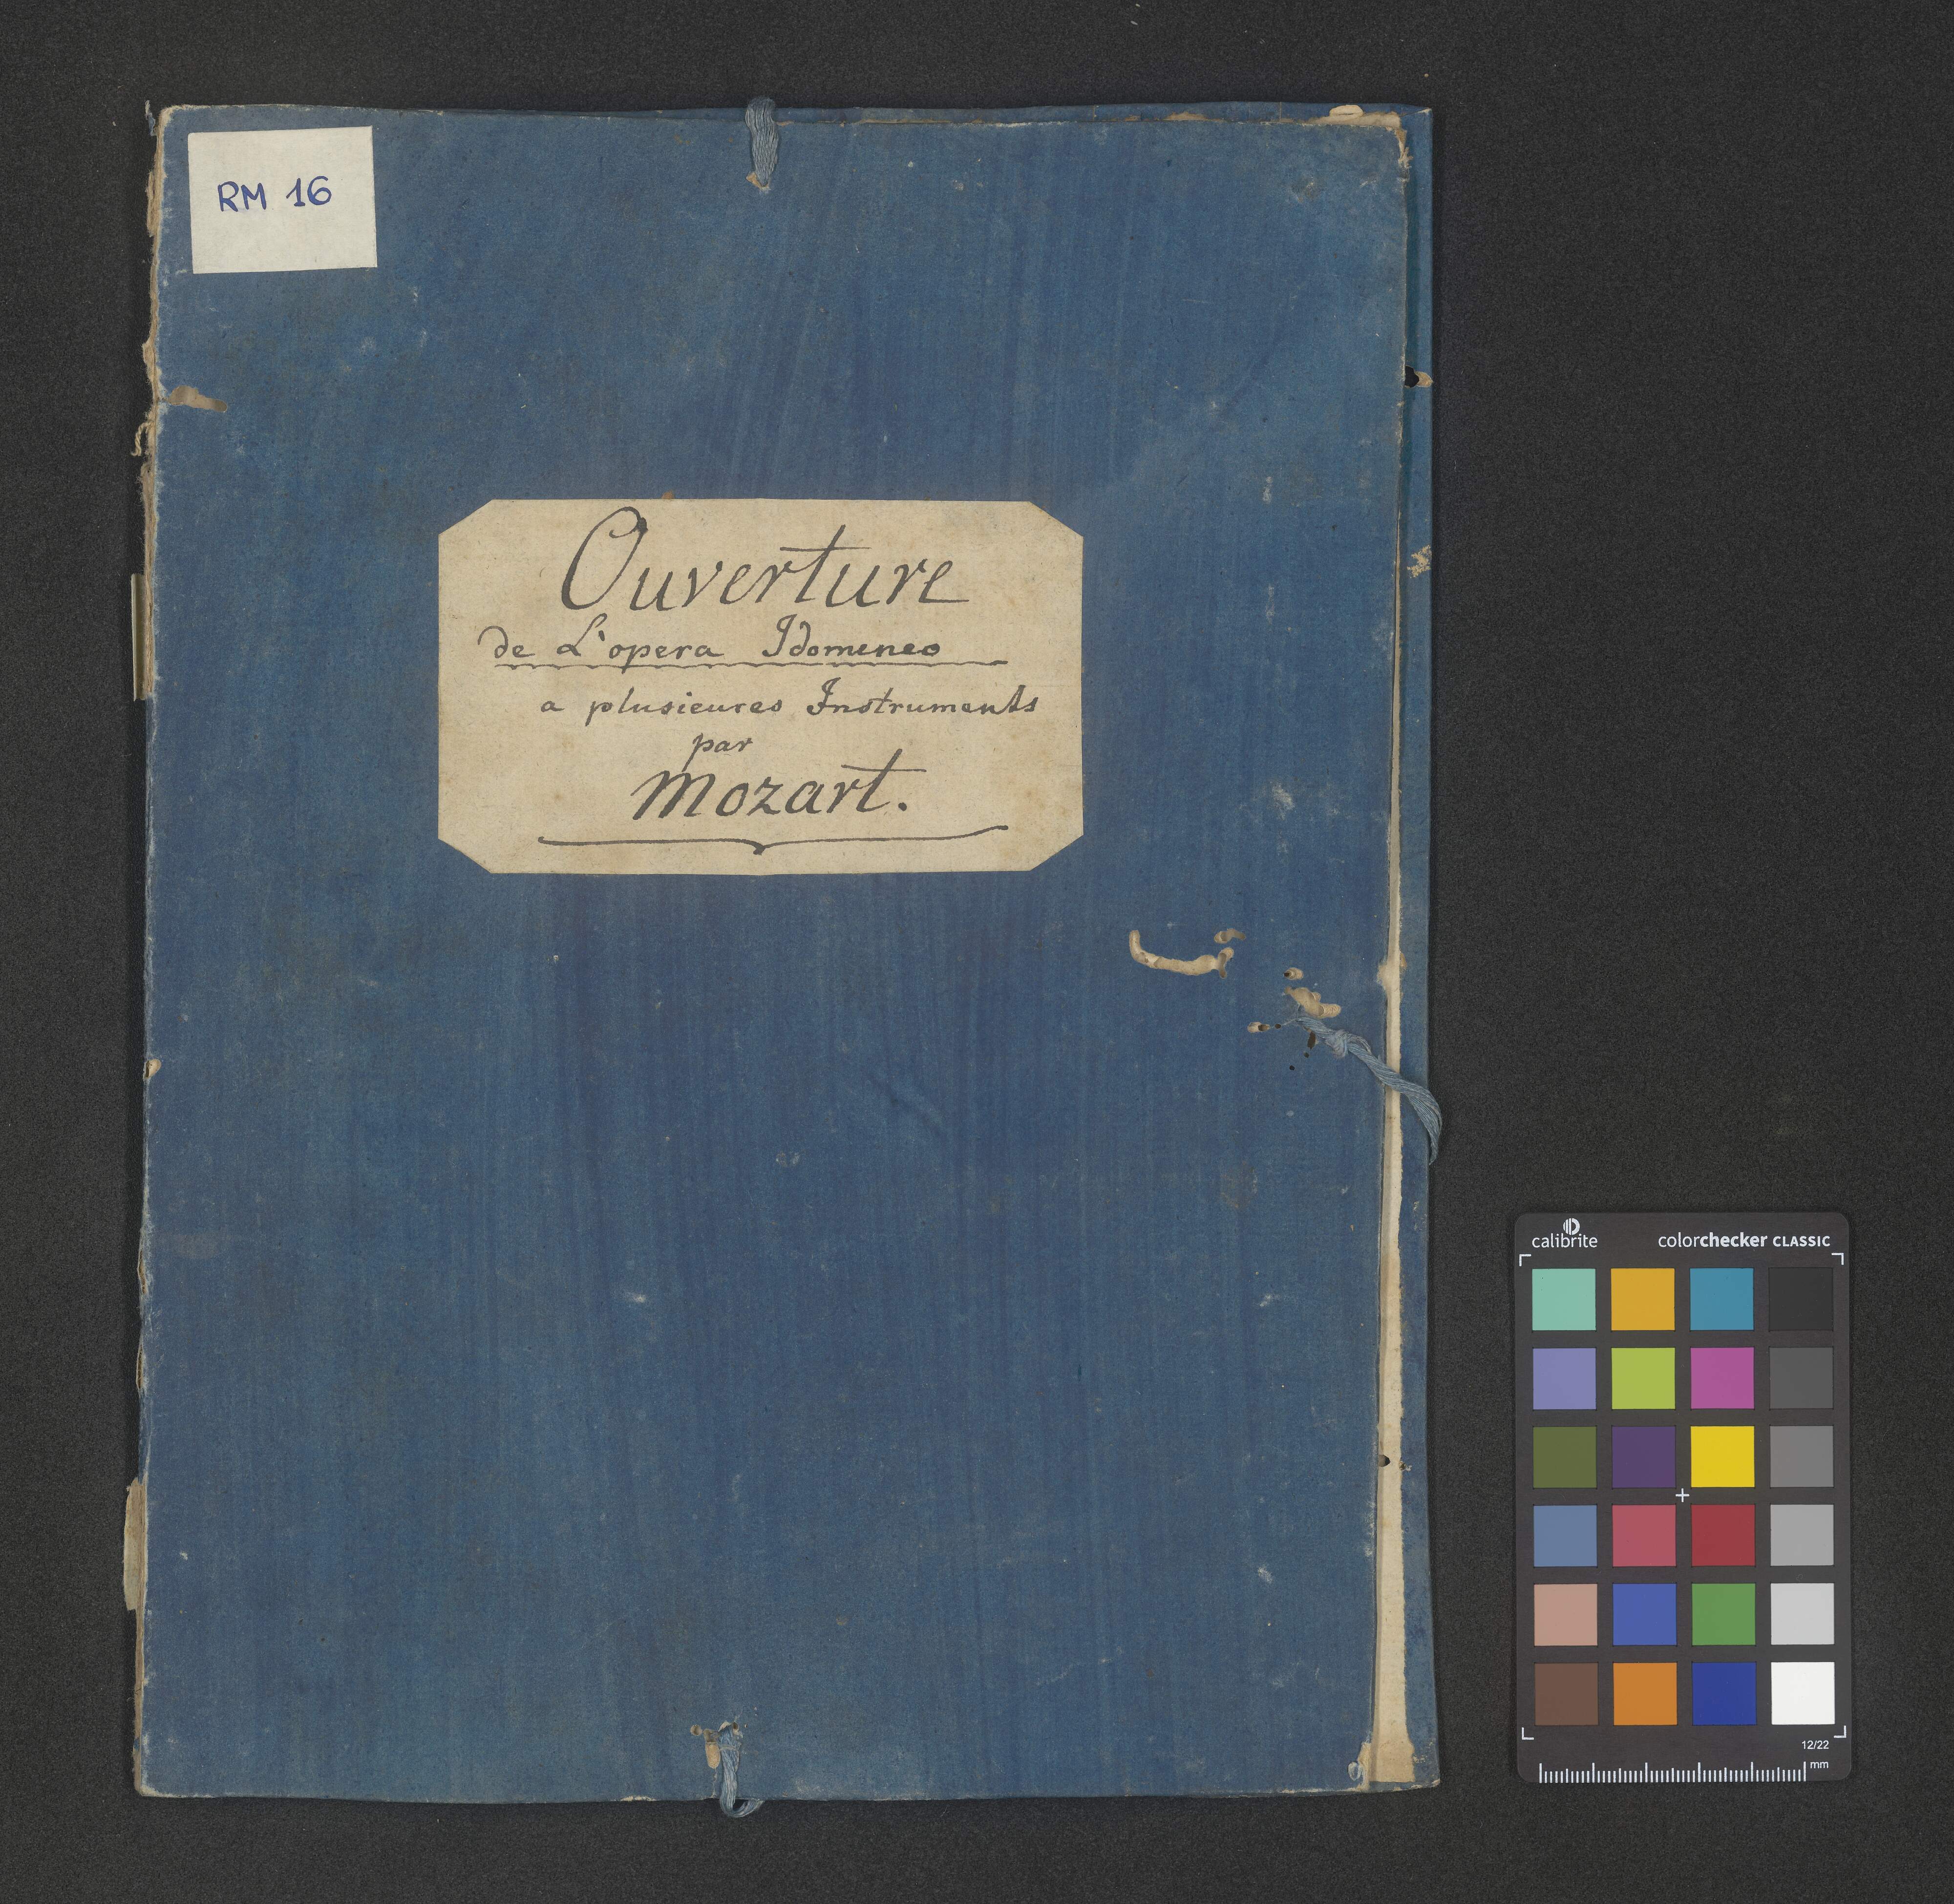 RM 16
Ouverture
de L'opera Idomeneo
a plusieures Instruments
par
Mozart.
calibrite
colorchecker CLASSIC
12/22
mm